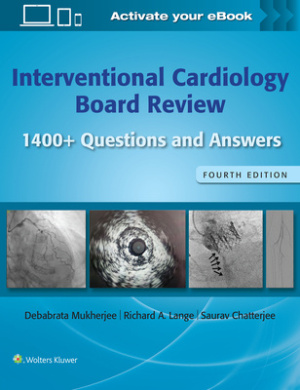 Activate your eBook
Interventional Cardiology
Board Review
1400+ Questions and Answers
FOURTH EDITION
Debabrata Mukherjee | Richard A. Lange | Saurav Chatterjee
Wolters Kluwer